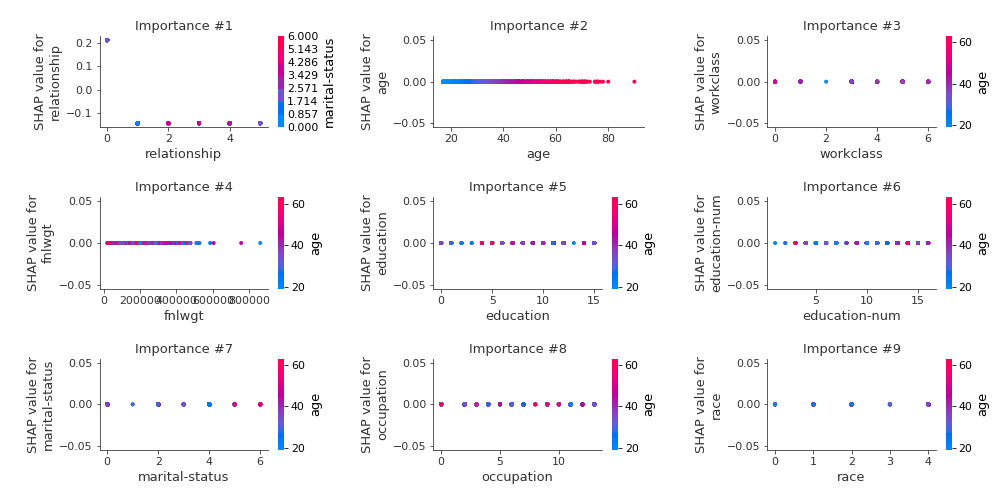 Importance #1
SHAP value for
relationship
0.2
0.1
0.0
−0.1
0
2
4
relationship
6.000
5.143
4.286
3.429
2.571
1.714
0.857
0.000
marital-status
Importance #2
SHAP value for
age
0.05
0.00
−0.05
20
40
60
80
age
Importance #3
SHAP value for
workclass
0.05
0.00
−0.05
0
2
4
6
workclass
60
40
20
age
Importance #4
SHAP value for
fnlwgt
0.05
0.00
−0.05
0
200000
400000
600000
800000
fnlwgt
60
40
20
age
Importance #5
SHAP value for
education
0.05
0.00
−0.05
0
5
10
15
education
60
40
20
age
Importance #6
SHAP value for
education-num
0.05
0.00
−0.05
5
10
15
education-num
60
40
20
age
Importance #7
SHAP value for
marital-status
0.05
0.00
−0.05
0
2
4
6
marital-status
60
40
20
age
Importance #8
SHAP value for
occupation
0.05
0.00
−0.05
0
5
10
occupation
60
40
20
age
Importance #9
SHAP value for
race
0.05
0.00
−0.05
0
1
2
3
4
race
60
40
20
age